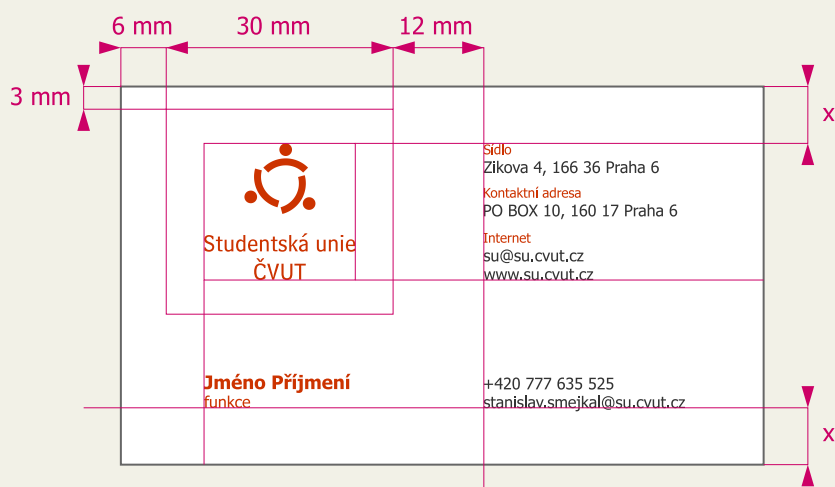 6 mm
30 mm
12 mm
3 mm
x
Studentská unie
ČVUT
Sídlo
Zikova 4, 166 36 Praha 6
Kontaktní adresa
PO BOX 10, 160 17 Praha 6
Internet
su@su.cvut.cz
www.su.cvut.cz
Jméno Příjmení
funkce
+420 777 635 525
stanislav.smejkal@su.cvut.cz
x